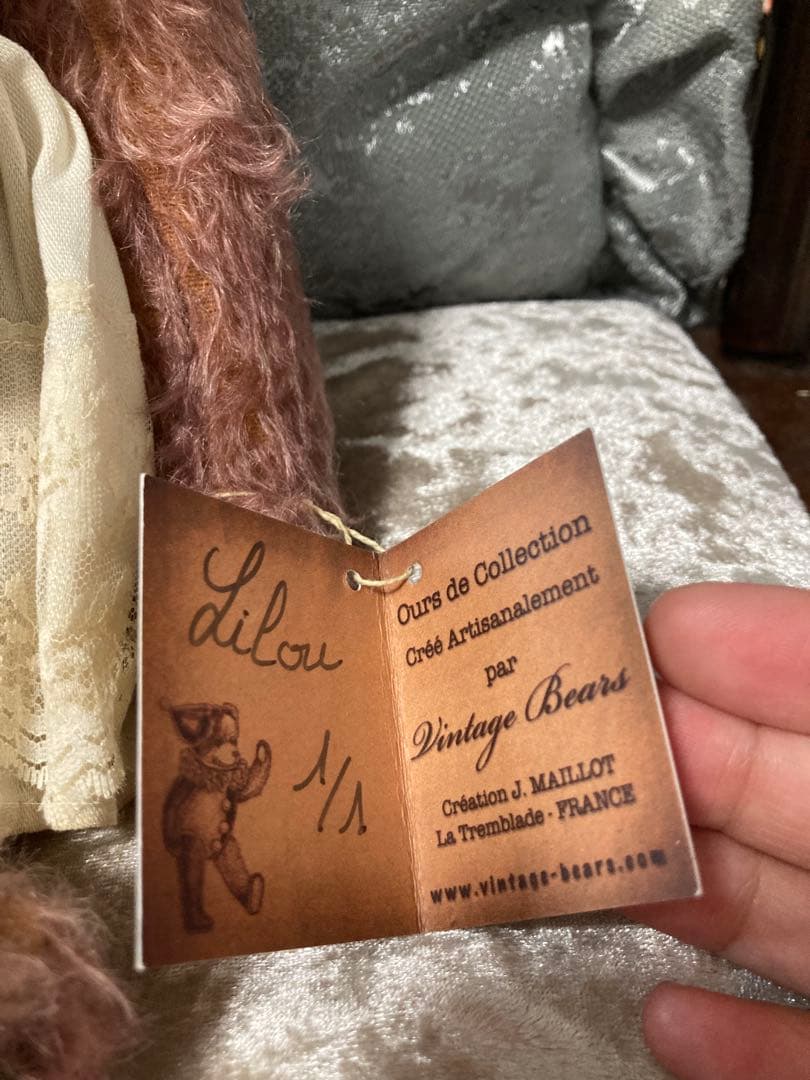 Lilou
1/1
Ours de Collection
Créé Artisanalement
par
Vintage Bears
Création J. MAILLOT
La Tremblade - FRANCE
www.vintage-bears.com